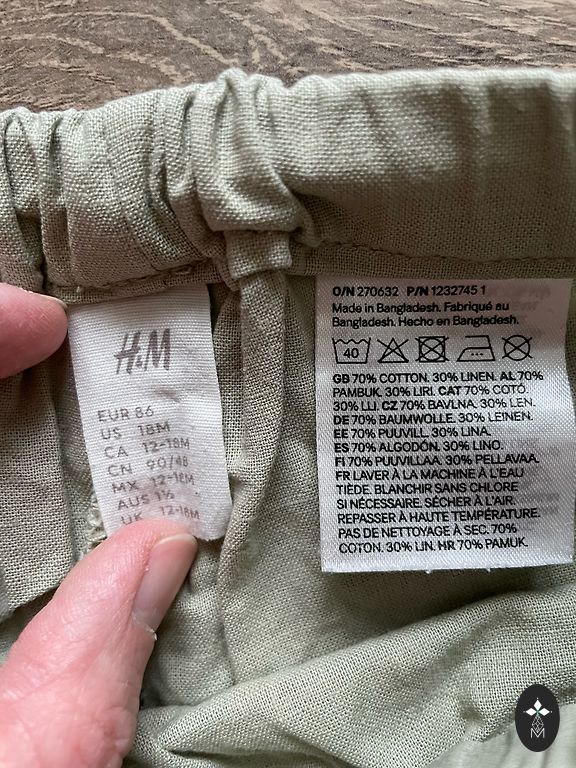 H&M
EUR 86
US 18M
CA 12-18M
CN 90/48
MX 12-18M
AUS 1½
UK 12-18M
O/N 270632 P/N 1232745 1
Made in Bangladesh. Fabriqué au
Bangladesh. Hecho en Bangladesh.
40
GB 70% COTTON. 30% LINEN. AL 70%
PAMBUK. 30% LIRI. CAT 70% COTÓ.
30% LLI. CZ 70% BAVLNA. 30% LEN.
DE 70% BAUMWOLLE. 30% LEINEN.
EE 70% PUUVILL. 30% LINA.
ES 70% ALGODÓN. 30% LINO.
FI 70% PUUVILLAA. 30% PELLAVAA.
FR LAVER À LA MACHINE À L'EAU
TIÈDE. BLANCHIR SANS CHLORE
SI NÉCESSAIRE. SÉCHER À L'AIR.
REPASSER À HAUTE TEMPÉRATURE.
PAS DE NETTOYAGE À SEC. 70%
COTON. 30% LIN. HR 70% PAMUK.
M